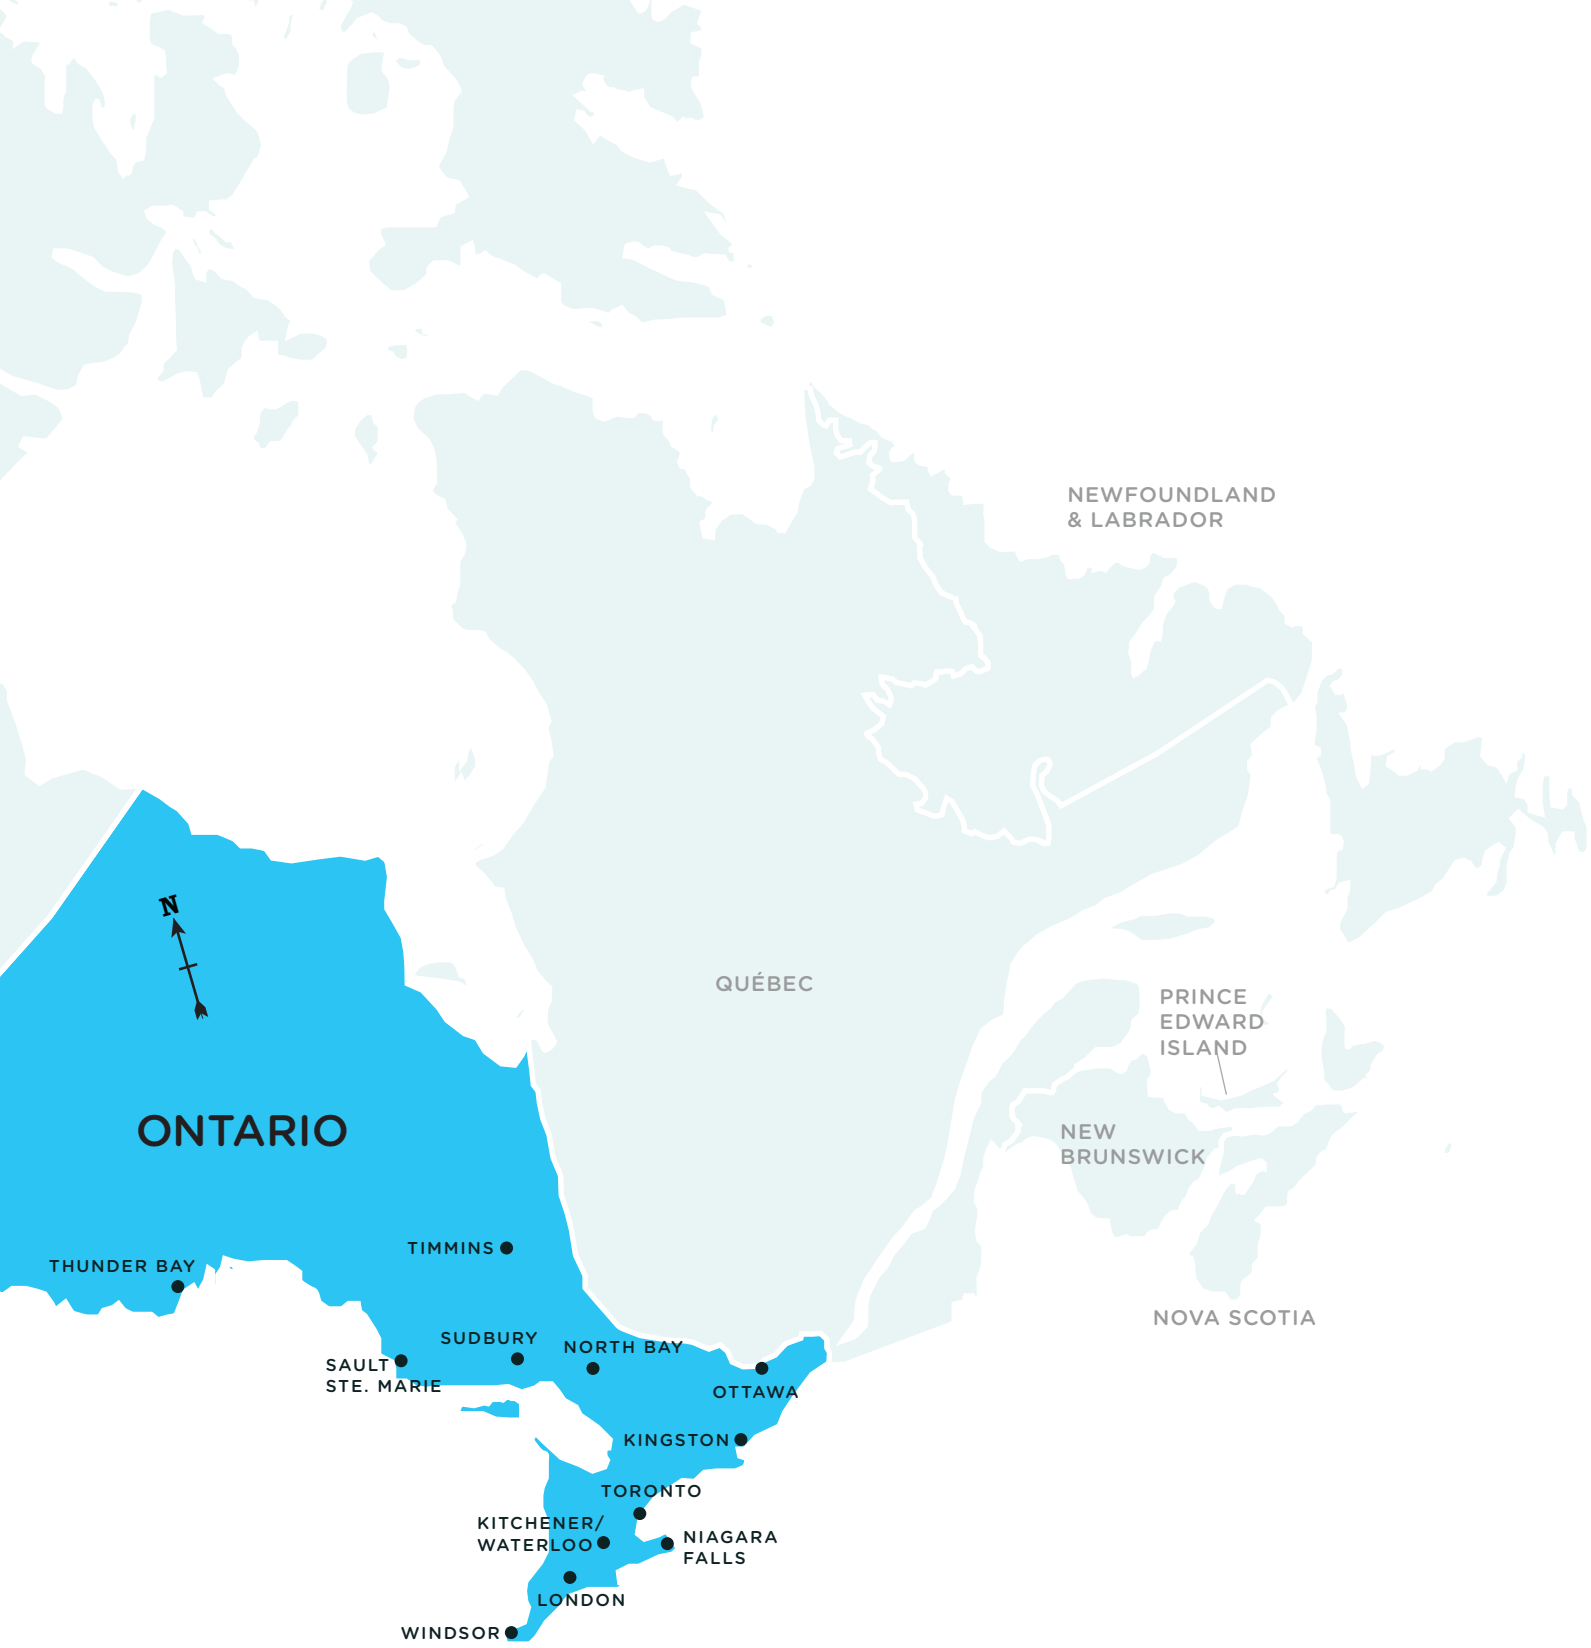 NEWFOUNDLAND
& LABRADOR
N
QUÉBEC
PRINCE
EDWARD
ISLAND
ONTARIO
NEW
BRUNSWICK
TIMMINS
THUNDER BAY
NOVA SCOTIA
SUDBURY
NORTH BAY
SAULT
STE. MARIE
OTTAWA
KINGSTON
TORONTO
KITCHENER/
WATERLOO
NIAGARA
FALLS
LONDON
WINDSOR